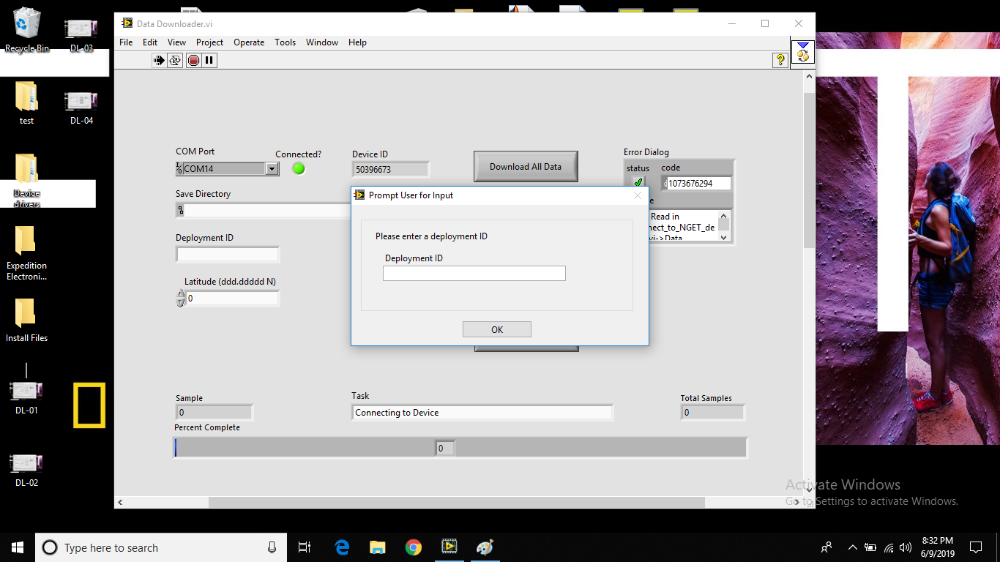 Recycle Bin
DL-03
test
DL-04
Device drivers
Expedition Electroni...
Install Files
DL-01
DL-02
Data Downloader.vi
File Edit View Project Operate Tools Window Help
COM Port
COM14
Connected?
Device ID
50396673
Download All Data
Error Dialog
status
code
1073676294
Save Directory
Read in
nect_to_NGET_de
vi->Data
Deployment ID
Latitude (ddd.ddddd N)
0
Prompt User for Input
Please enter a deployment ID
Deployment ID
OK
Sample
0
Task
Connecting to Device
Total Samples
0
Percent Complete
0
Activate Windows
Go to Settings to activate Windows.
Type here to search
8:32 PM
6/9/2019